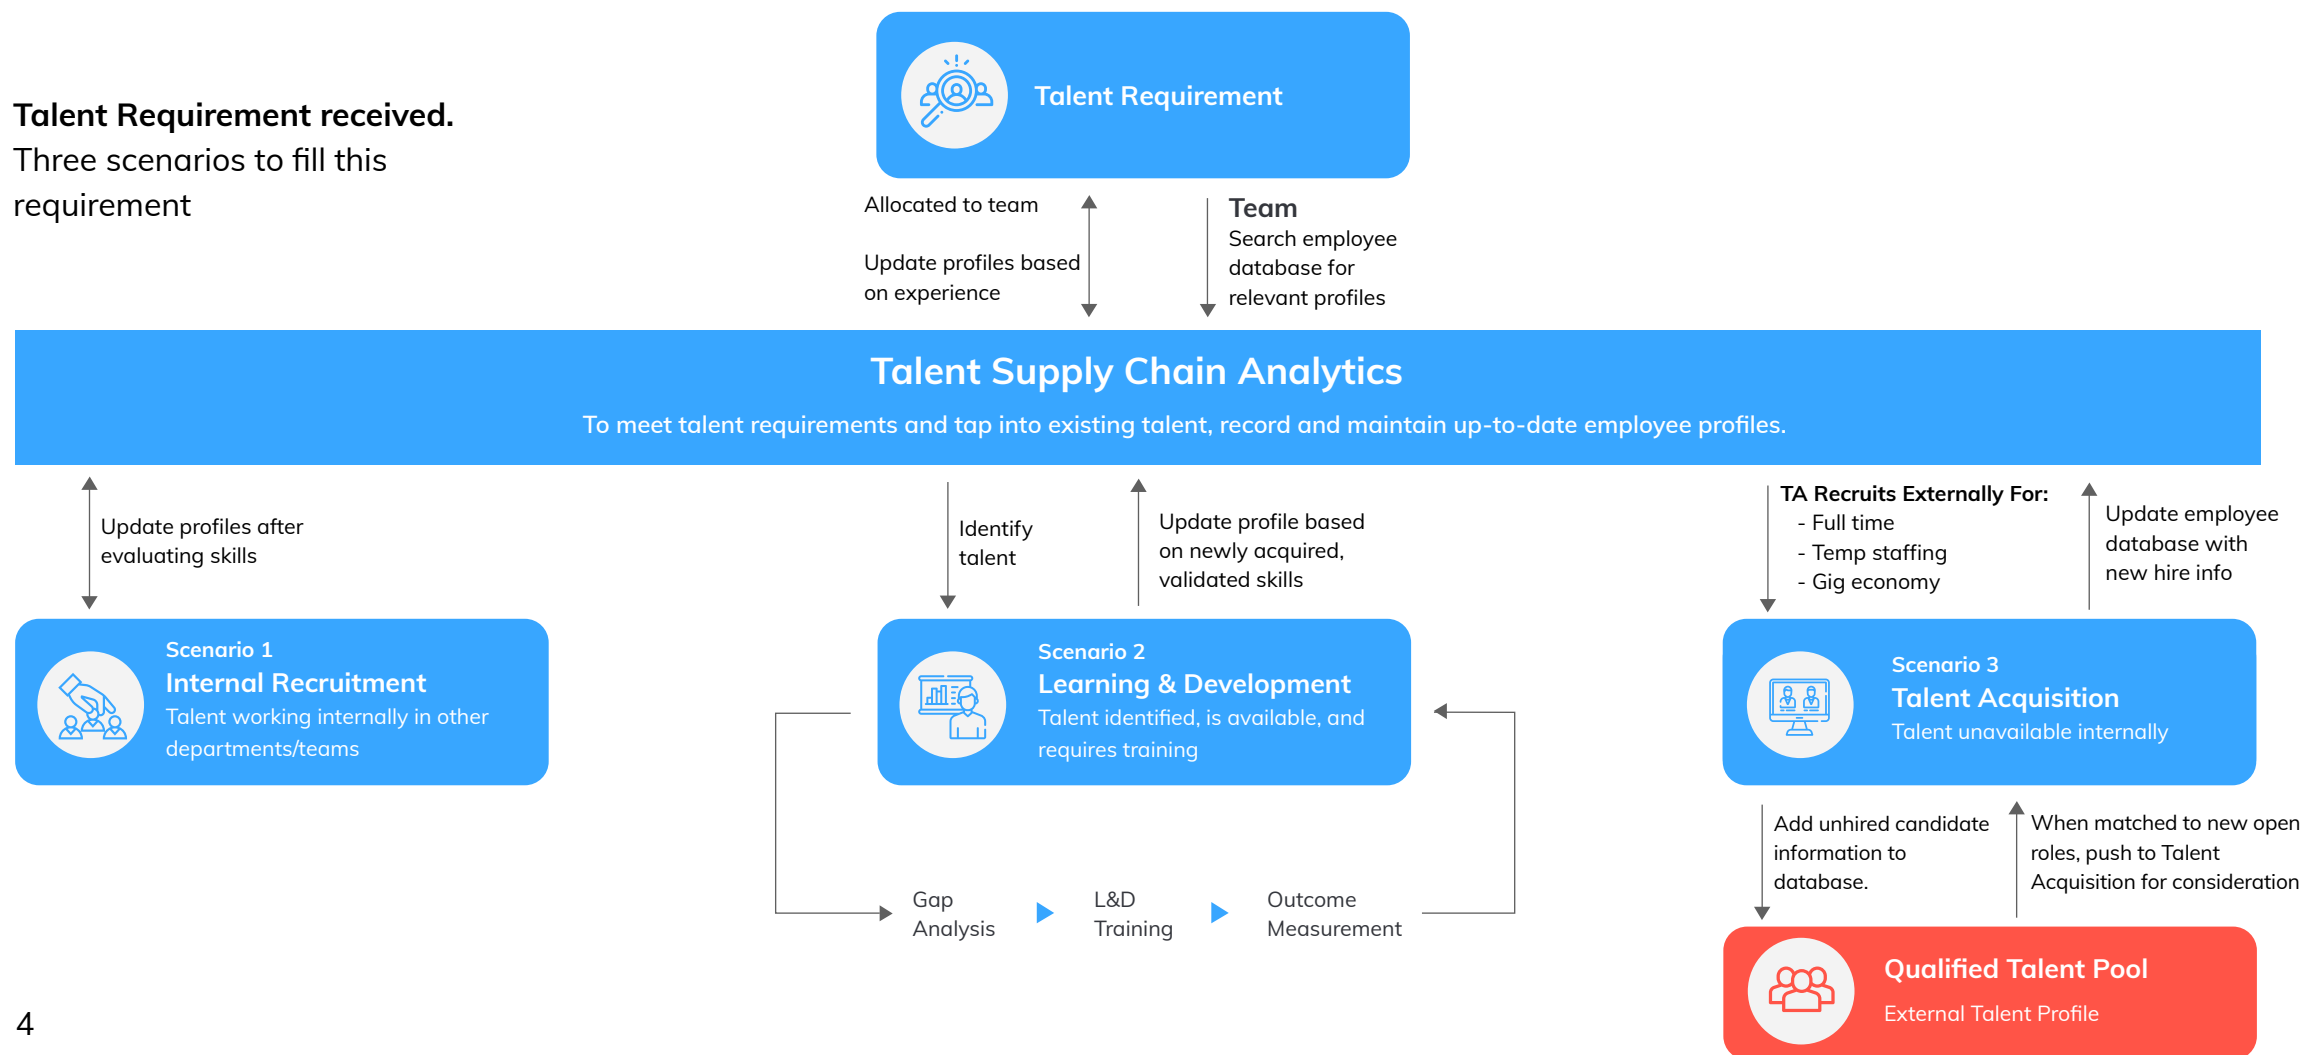 Talent Requirement received.
Three scenarios to fill this
requirement
Talent Requirement
Allocated to team
Update profiles based
on experience
Team
Search employee
database for
relevant profiles
Talent Supply Chain Analytics
To meet talent requirements and tap into existing talent, record and maintain up-to-date employee profiles.
Update profiles after
evaluating skills
Identify
talent
Update profile based
on newly acquired,
validated skills
TA Recruits Externally For:
- Full time
- Temp staffing
- Gig economy
Update employee
database with
new hire info
Scenario 1
Internal Recruitment
Talent working internally in other
departments/teams
Scenario 2
Learning & Development
Talent identified, is available, and
requires training
Scenario 3
Talent Acquisition
Talent unavailable internally
Gap
Analysis
L&D
Training
Outcome
Measurement
Add unhired candidate
information to
database.
When matched to new open
roles, push to Talent
Acquisition for consideration
Qualified Talent Pool
External Talent Profile
4